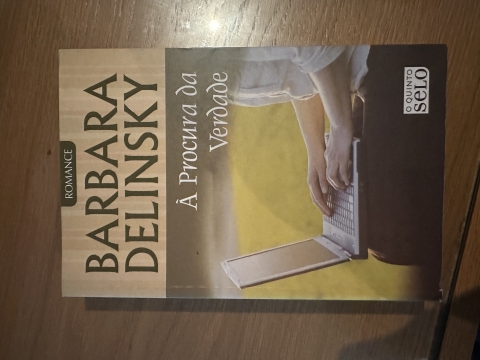 ROMANCE
BARBARA
DELINSKY
À Procura da
Verdade
O QUINTO
SELO